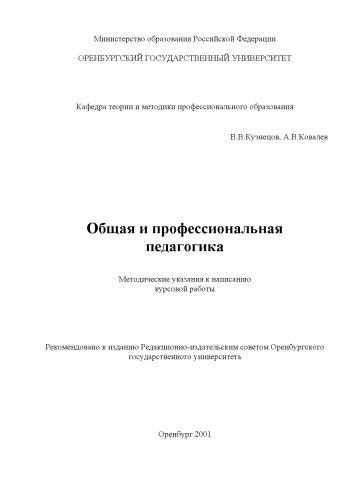 Министерство образования Российской Федерации
ОРЕНБУРГСКИЙ ГОСУДАРСТВЕННЫЙ УНИВЕРСИТЕТ
Кафедра теории и методики профессионального образования
В.В.Кузнецов, А.В.Ковалев
Общая и профессиональная
педагогика
Методические указания к написанию
курсовой работы
Рекомендовано к изданию Редакционно-издательским советом Оренбургского
государственного университета
Оренбург 2001